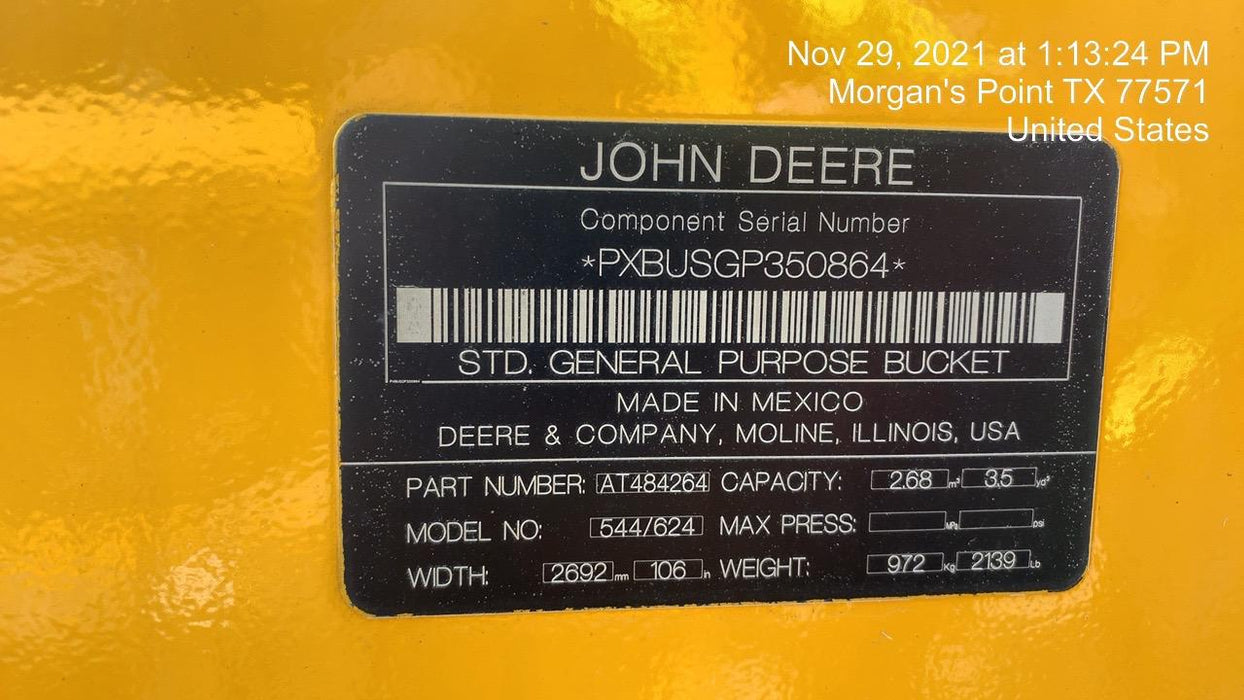 Nov 29, 2021 at 1:13:24 PM
Morgan's Point TX 77571
United States
JOHN DEERE
Component Serial Number
*PXBUSGP350864*
STD. GENERAL PURPOSE BUCKET
PXBUSGP350864
MADE IN MEXICO
DEERE & COMPANY, MOLINE, ILLINOIS, USA
PART NUMBER: AT484264 CAPACITY: 2.68 m³ 3.5 yd³
MODEL NO: 544/624 MAX PRESS: MPa PSI
WIDTH: 2692 mm 106 in WEIGHT: 972 Kg 2139 Lb